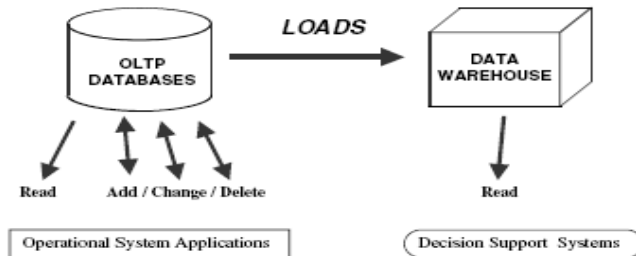 LOADS
OLTP
DATABASES
DATA
WAREHOUSE
Read
Add / Change / Delete
Read
Operational System Applications
Decision Support Systems